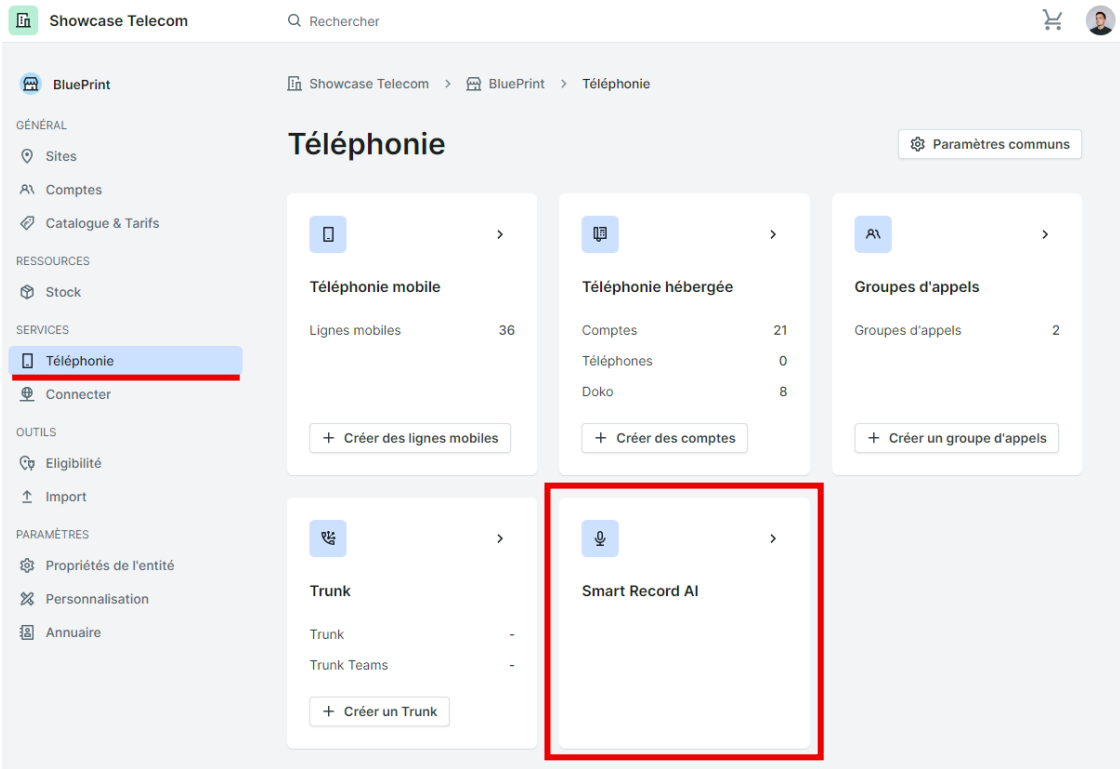 Showcase Telecom
Rechercher
BluePrint
GÉNÉRAL
Sites
Comptes
Catalogue & Tarifs
RESSOURCES
Stock
SERVICES
Téléphonie
Connecter
OUTILS
Eligibilité
Import
PARAMÈTRES
Propriétés de l'entité
Personnalisation
Annuaire
Showcase Telecom > BluePrint > Téléphonie
Téléphonie
Paramètres communs
Téléphonie mobile
Lignes mobiles 36
+ Créer des lignes mobiles
Téléphonie hébergée
Comptes 21
Téléphones 0
Doko 8
+ Créer des comptes
Groupes d'appels
Groupes d'appels 2
+ Créer un groupe d'appels
Trunk
Trunk -
Trunk Teams -
+ Créer un Trunk
Smart Record AI